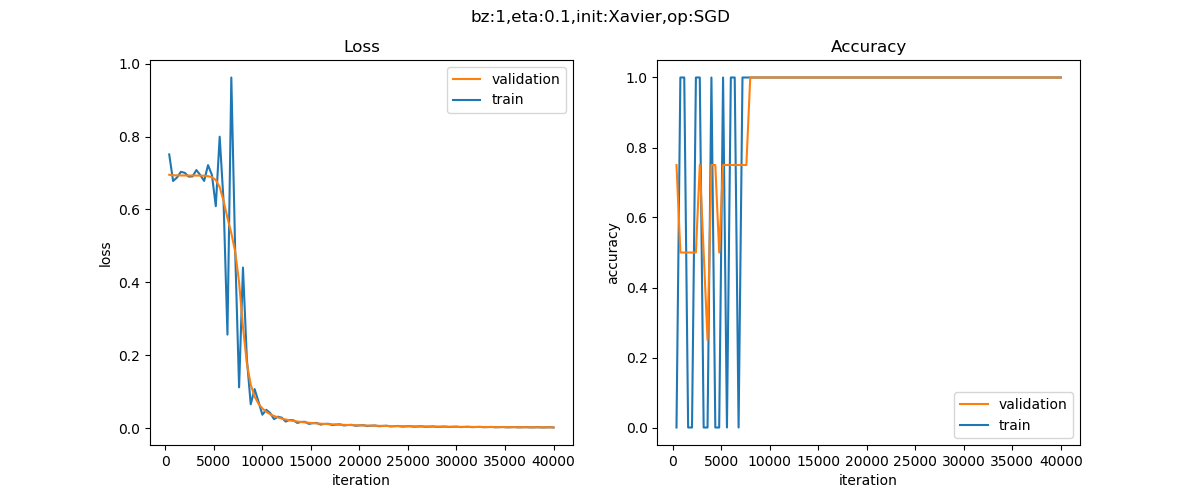 bz:1,eta:0.1,init:Xavier,op:SGD
Loss
1.0
0.8
0.6
0.4
0.2
0.0
loss
validation
train
0 5000 10000 15000 20000 25000 30000 35000 40000
iteration
Accuracy
1.0
0.8
0.6
0.4
0.2
0.0
accuracy
validation
train
0 5000 10000 15000 20000 25000 30000 35000 40000
iteration